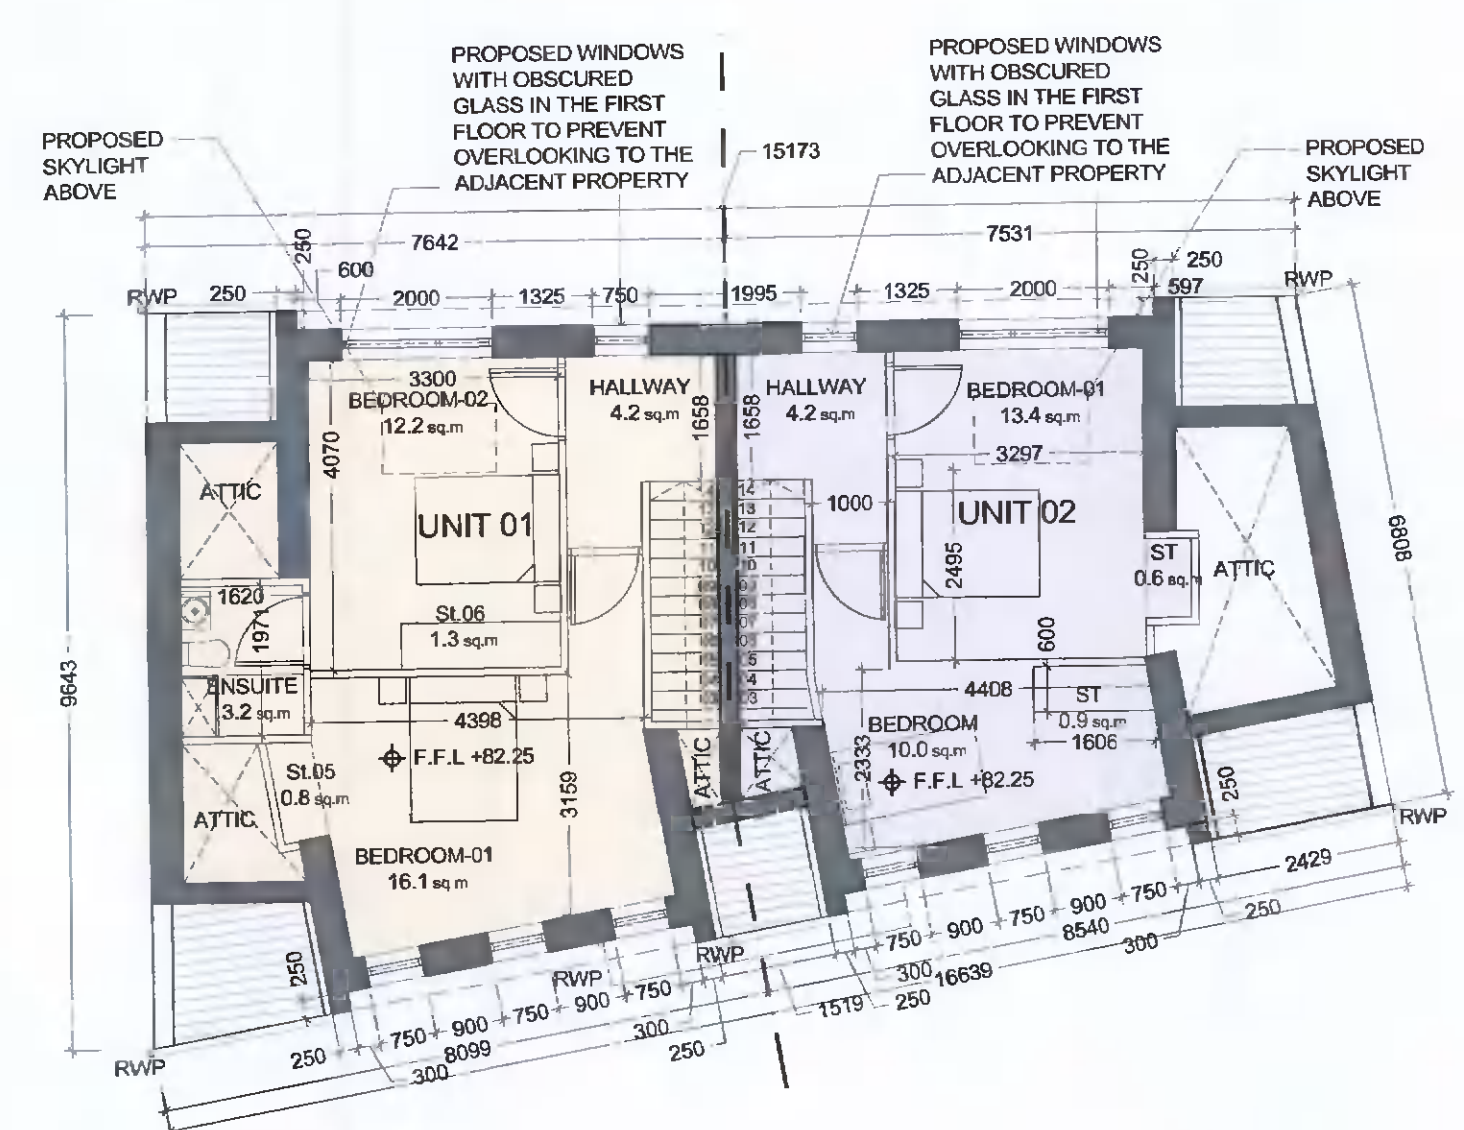 PROPOSED WINDOWS
WITH OBSCURED
GLASS IN THE FIRST
FLOOR TO PREVENT
OVERLOOKING TO THE
ADJACENT PROPERTY
PROPOSED WINDOWS
WITH OBSCURED
GLASS IN THE FIRST
FLOOR TO PREVENT
OVERLOOKING TO THE
ADJACENT PROPERTY
PROPOSED
SKYLIGHT
ABOVE
15173
PROPOSED
SKYLIGHT
ABOVE
7642
7531
250
600
250
250
RWP
250
2000
1325
750
1995
1325
2000
597
RWP
3300
BEDROOM-02
12.2 sq.m
HALLWAY
4.2 sq.m
1658
1658
HALLWAY
4.2 sq.m
BEDROOM-01
13.4 sq.m
3297
4070
ATTIC
UNIT 01
14
13
12
11
1000
UNIT 02
2495
ST
0.6 sq.m
ATTIC
6808
1620
1971
St.06
1.3 sq.m
600
9643
ENSUITE
3.2 sq.m
4398
F.F.L +82.25
4408
ST
0.9 sq.m
1606
BEDROOM
10.0 sq.m
2333
F.F.L +82.25
ATTIC
ATTIC
St.05
0.8 sq.m
ATTIC
3159
250
BEDROOM-01
16.1 sq m
RWP
2429
250
750
900
750
900
750
8540
300
16639
300
250
1519
RWP
RWP
250
750
900
750
900
750
8099
300
250
300
250
RWP